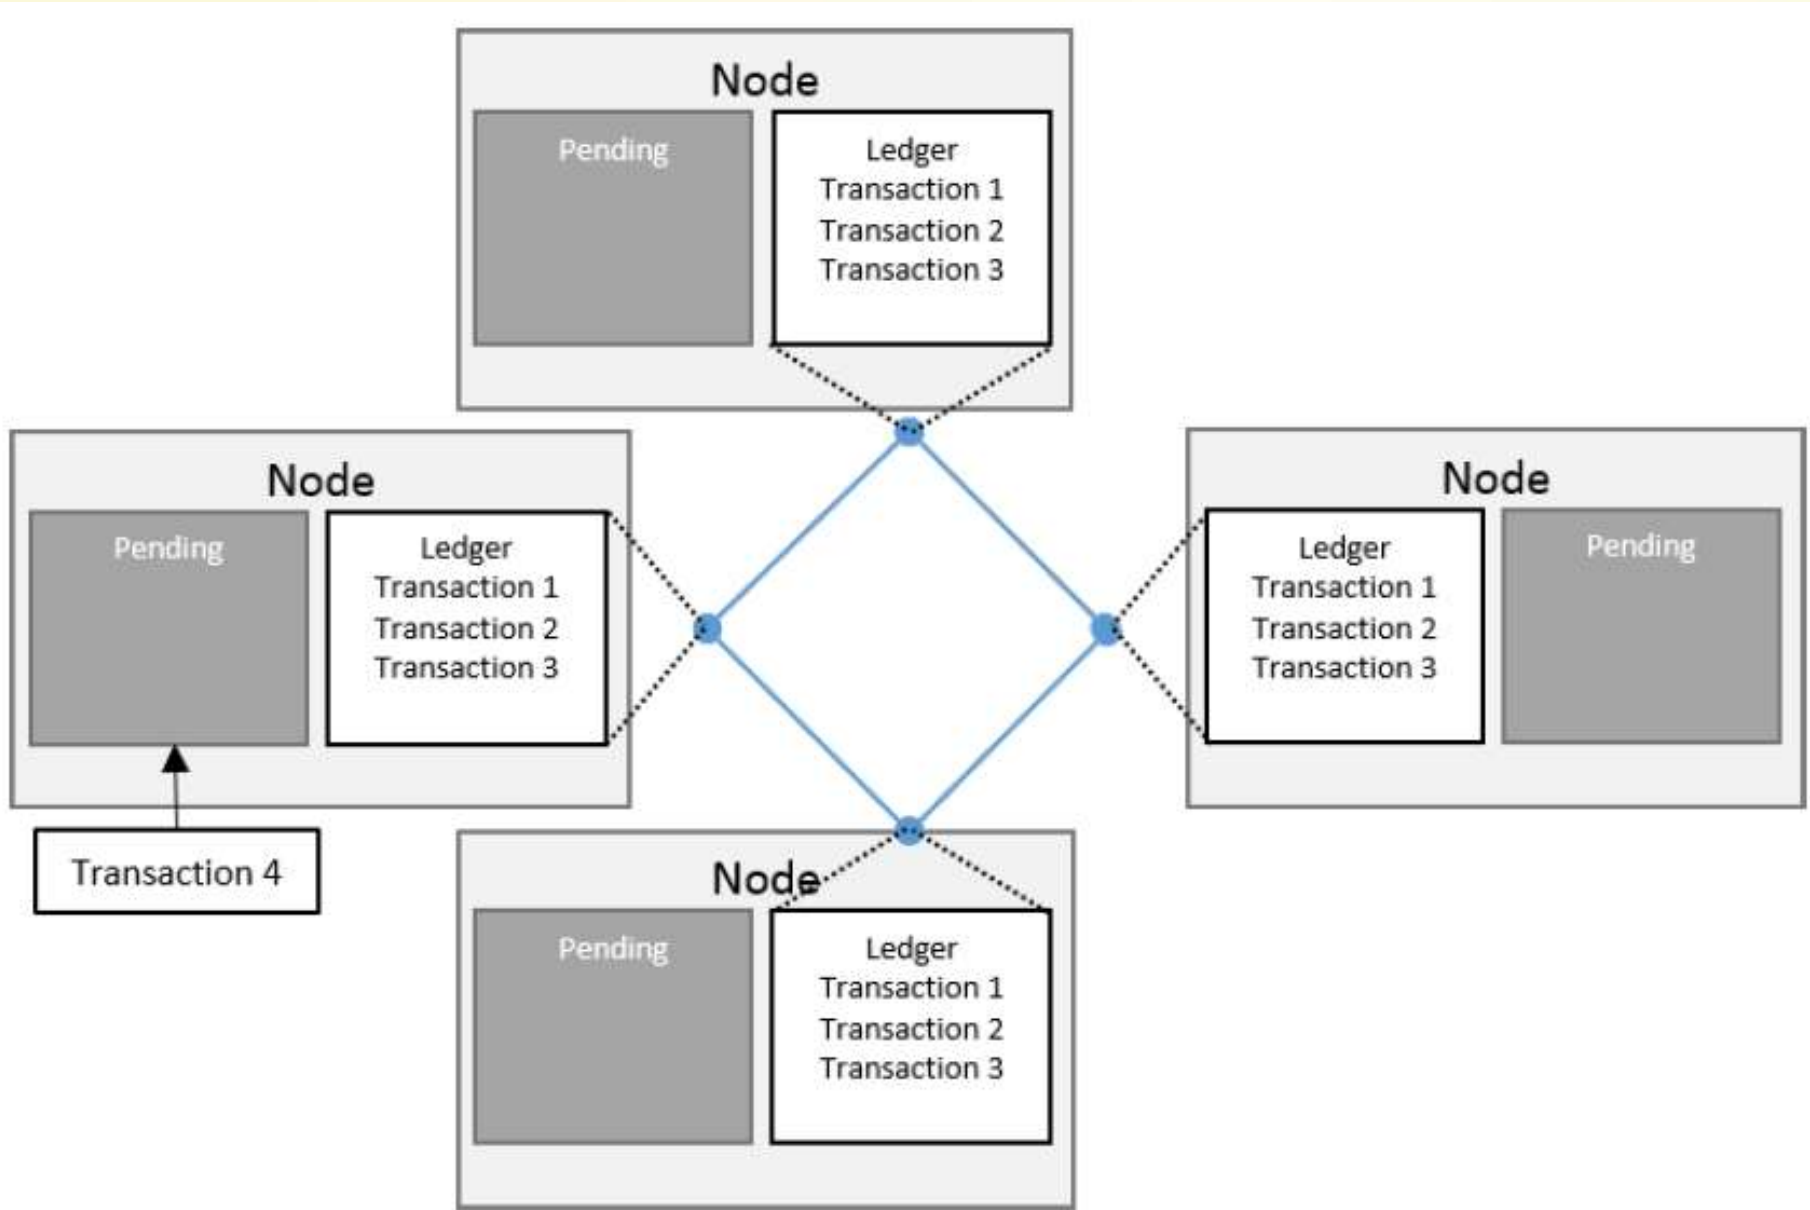 Node
Pending
Ledger
Transaction 1
Transaction 2
Transaction 3
Node
Pending
Ledger
Transaction 1
Transaction 2
Transaction 3
Transaction 4
Node
Ledger
Transaction 1
Transaction 2
Transaction 3
Pending
Node
Pending
Ledger
Transaction 1
Transaction 2
Transaction 3